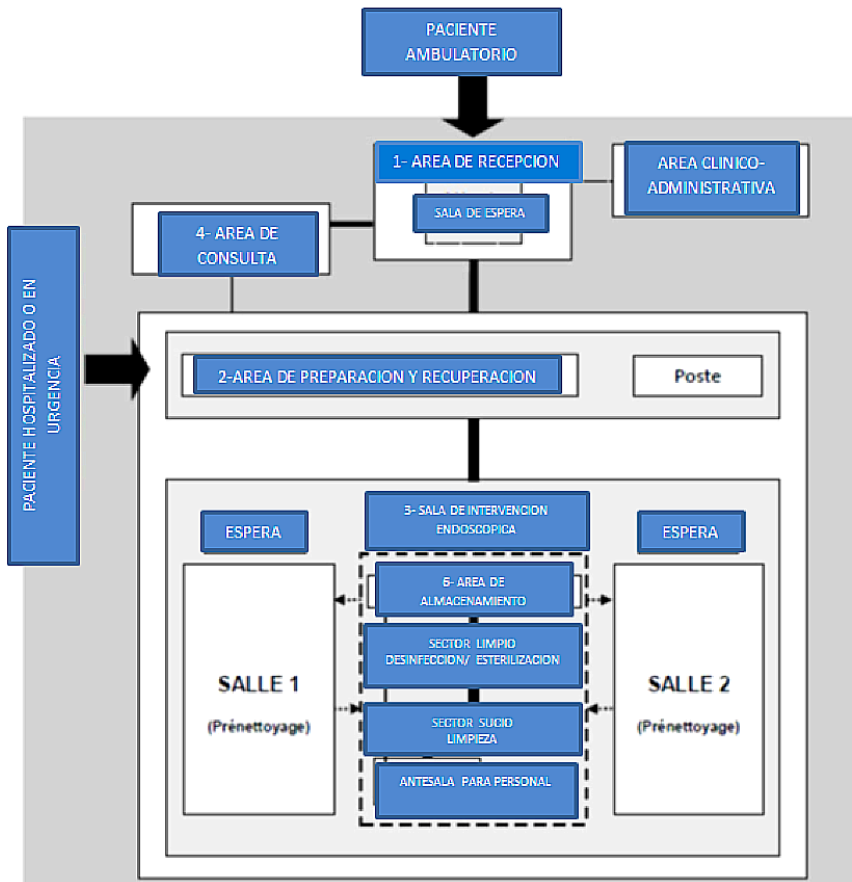 PACIENTE
AMBULATORIO
1- AREA DE RECEPCION
AREA CLINICO-
ADMINISTRATIVA
SALA DE ESPERA
4- AREA DE
CONSULTA
PACIENTE HOSPITALIZADO O EN
URGENCIA
2-AREA DE PREPARACION Y RECUPERACION
Poste
3- SALA DE INTERVENCION
ENDOSCOPICA
ESPERA
ESPERA
6- AREA DE
ALMACENAMIENTO
SECTOR LIMPIO
DESINFECCION/ ESTERILIZACION
SALLE 1
(Prénettoyage)
SALLE 2
(Prénettoyage)
SECTOR SUCIO
LIMPIEZA
ANTESALA PARA PERSONAL